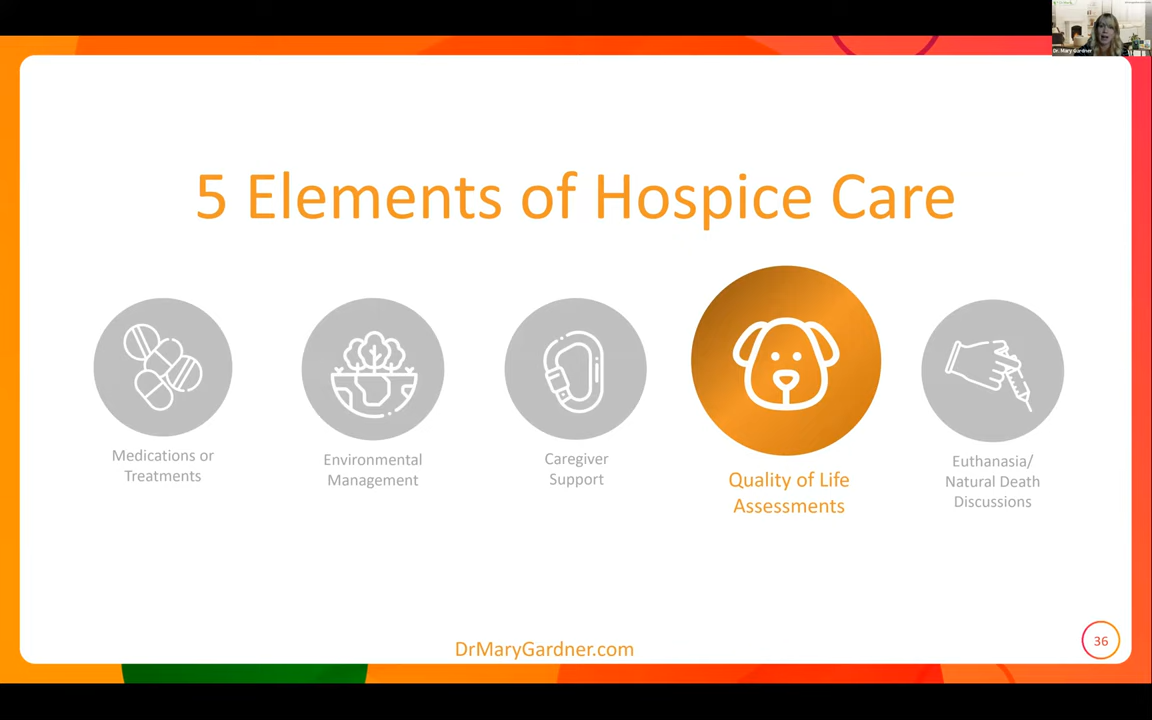 Dr. Mary Gardner
5 Elements of Hospice Care
Medications or
Treatments
Environmental
Management
Caregiver
Support
Quality of Life
Assessments
Euthanasia/
Natural Death
Discussions
DrMaryGardner.com
36